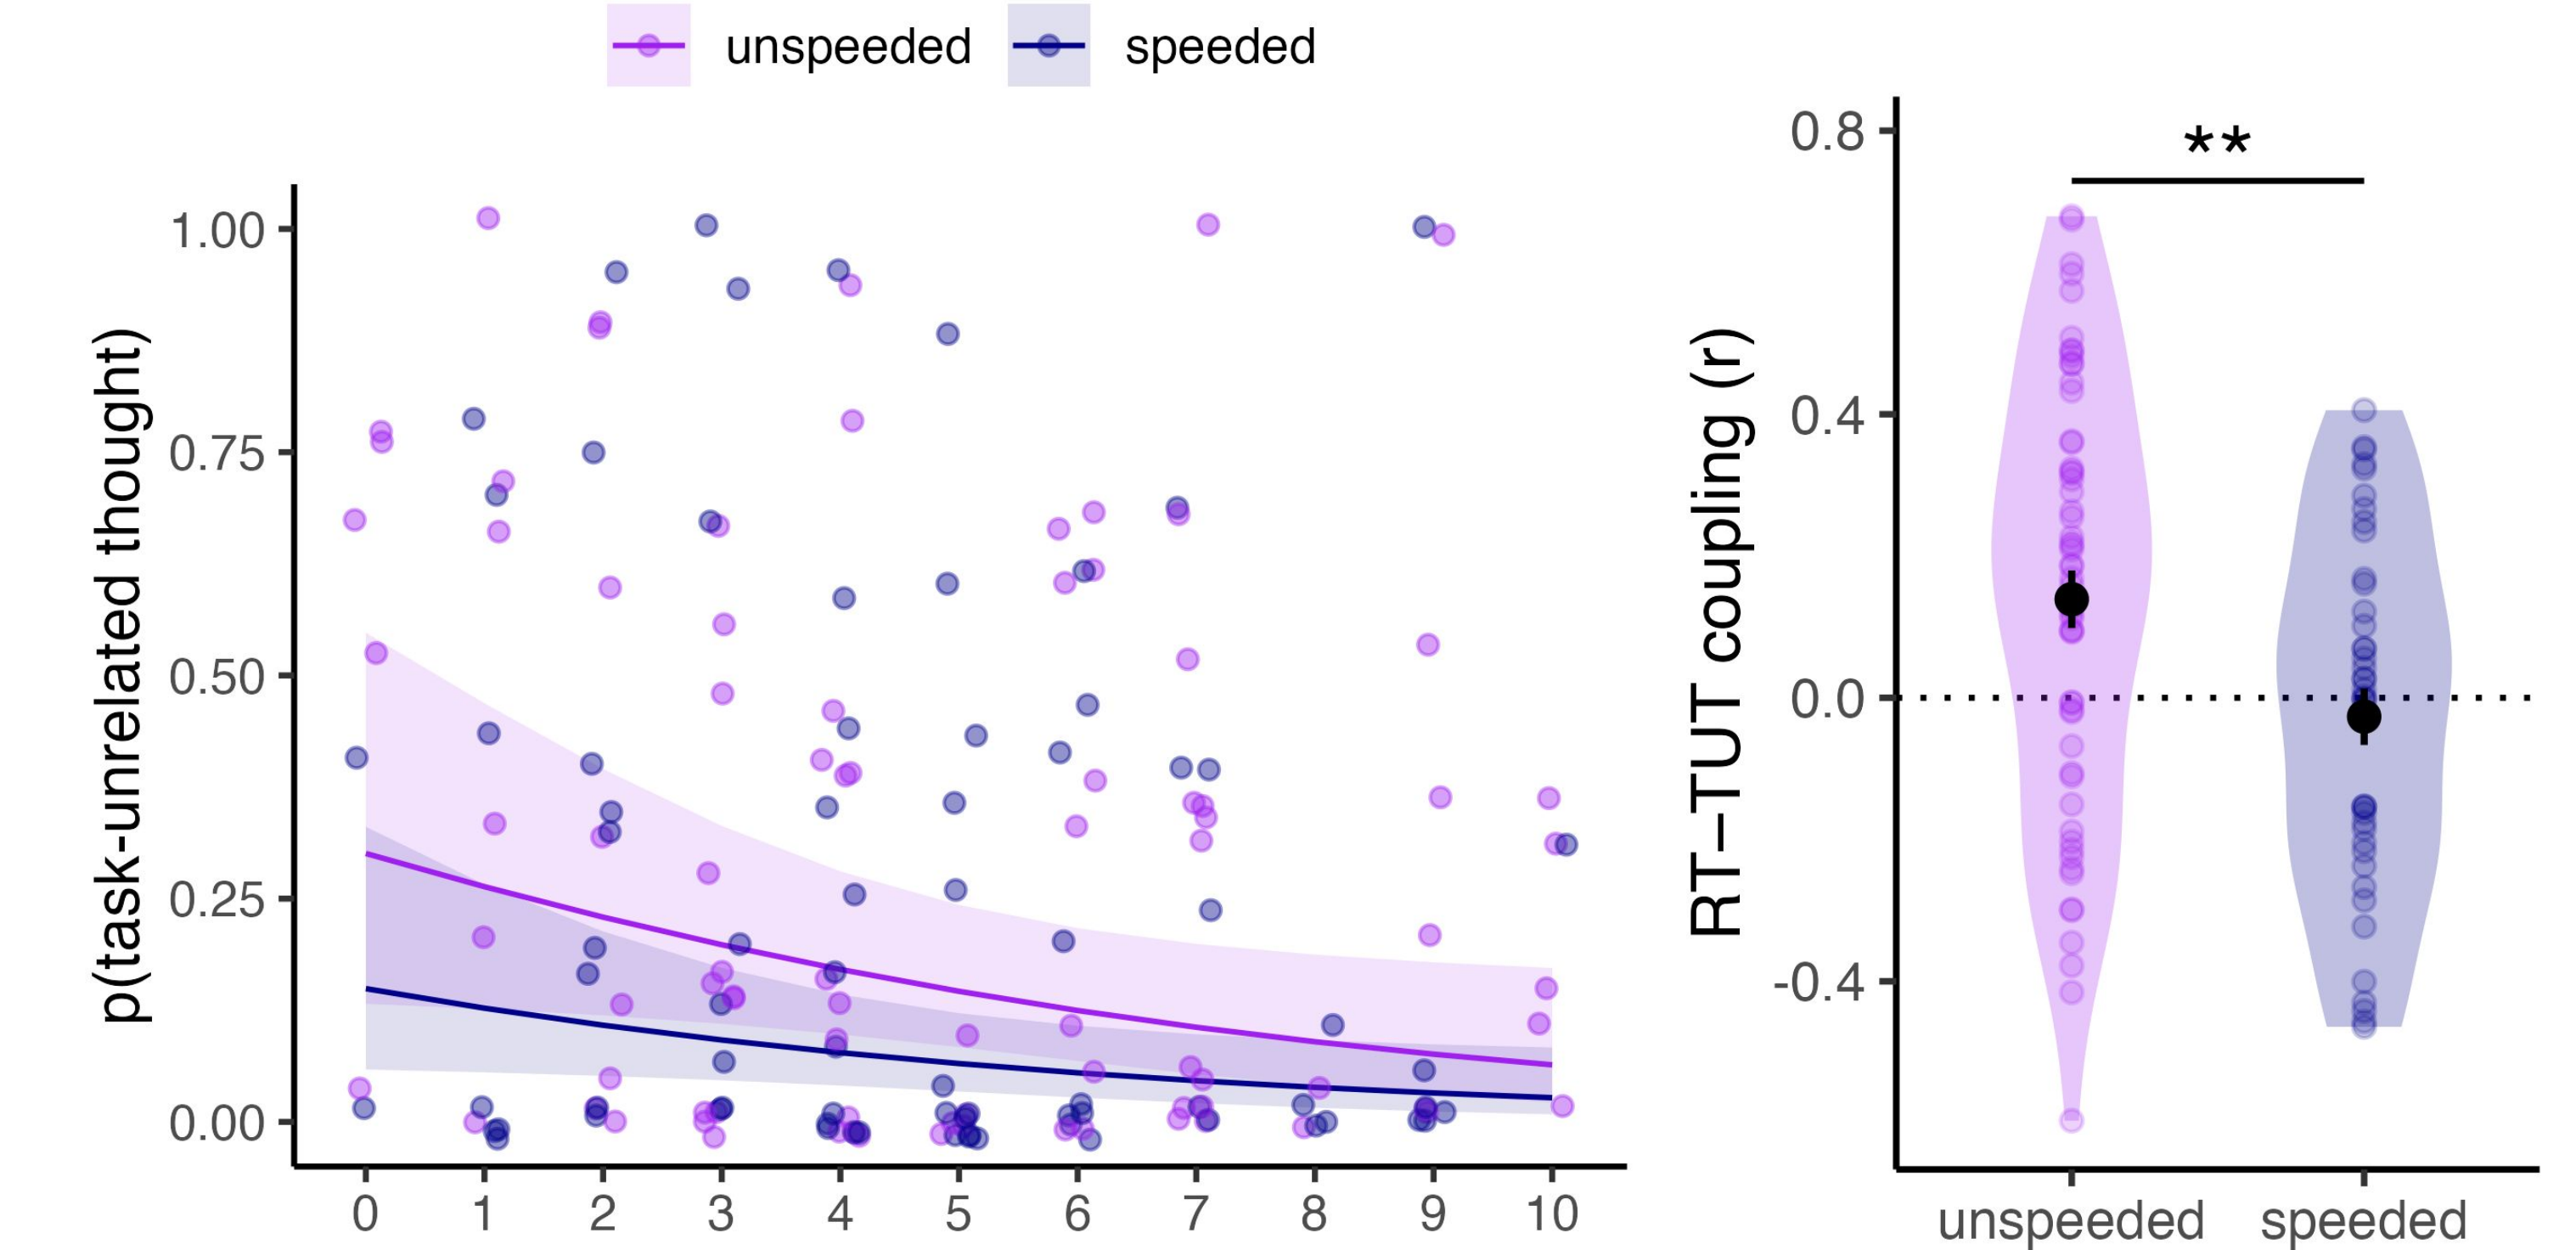 unspeeded speeded
p(task-unrelated thought)
1.00
0.75
0.50
0.25
0.00
0 1 2 3 4 5 6 7 8 9 10
RT−TUT coupling (r)
**
0.8
0.4
0.0
-0.4
unspeeded speeded